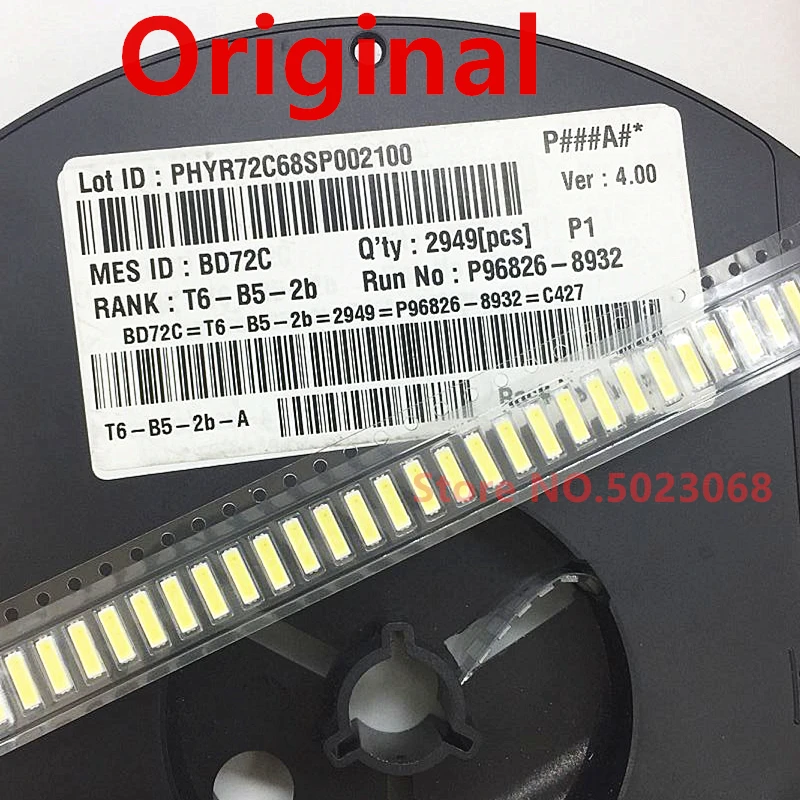 Original
P###A#*
Lot ID : PHYR72C68SP002100
Ver : 4.00
MES ID : BD72C
Q'ty : 2949[pcs]
P1
RANK : T6-B5-2b
Run No : P96826-8932
BD72C=T6-B5-2b=2949=P96826-8932=C427
T6-B5-2b-A
Store NO.5023068